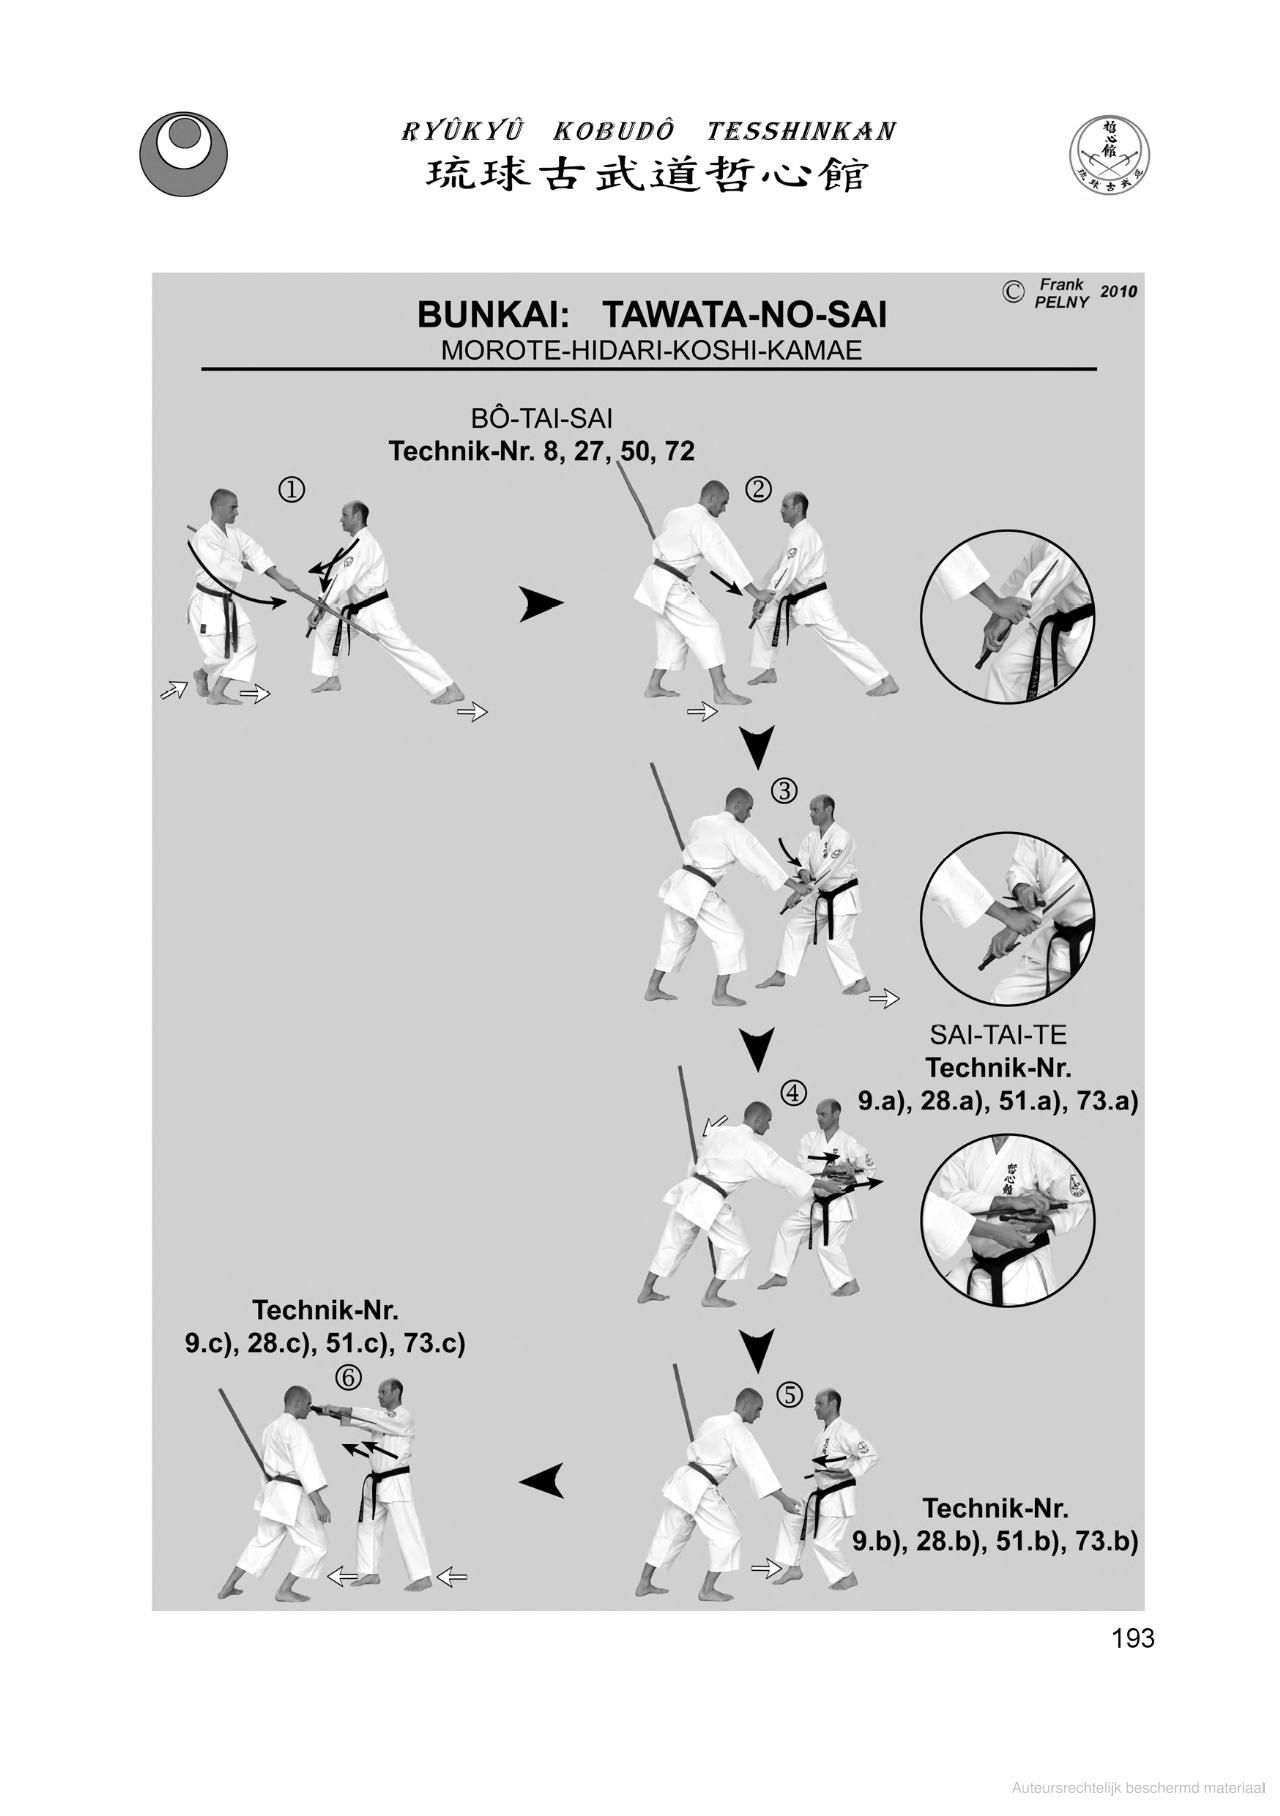 RYÛKYÛ KOBUDÔ TESSHINKAN
琉球古武道哲心館
哲心館
琉球古武道
© Frank PELNY 2010
BUNKAI: TAWATA-NO-SAI
MOROTE-HIDARI-KOSHI-KAMAE
BÔ-TAI-SAI
Technik-Nr. 8, 27, 50, 72
①
②
③
SAI-TAI-TE
Technik-Nr.
9.a), 28.a), 51.a), 73.a)
④
哲心館
Technik-Nr.
9.c), 28.c), 51.c), 73.c)
⑥
⑤
Technik-Nr.
9.b), 28.b), 51.b), 73.b)
193
Auteursrechtelijk beschermd materiaal